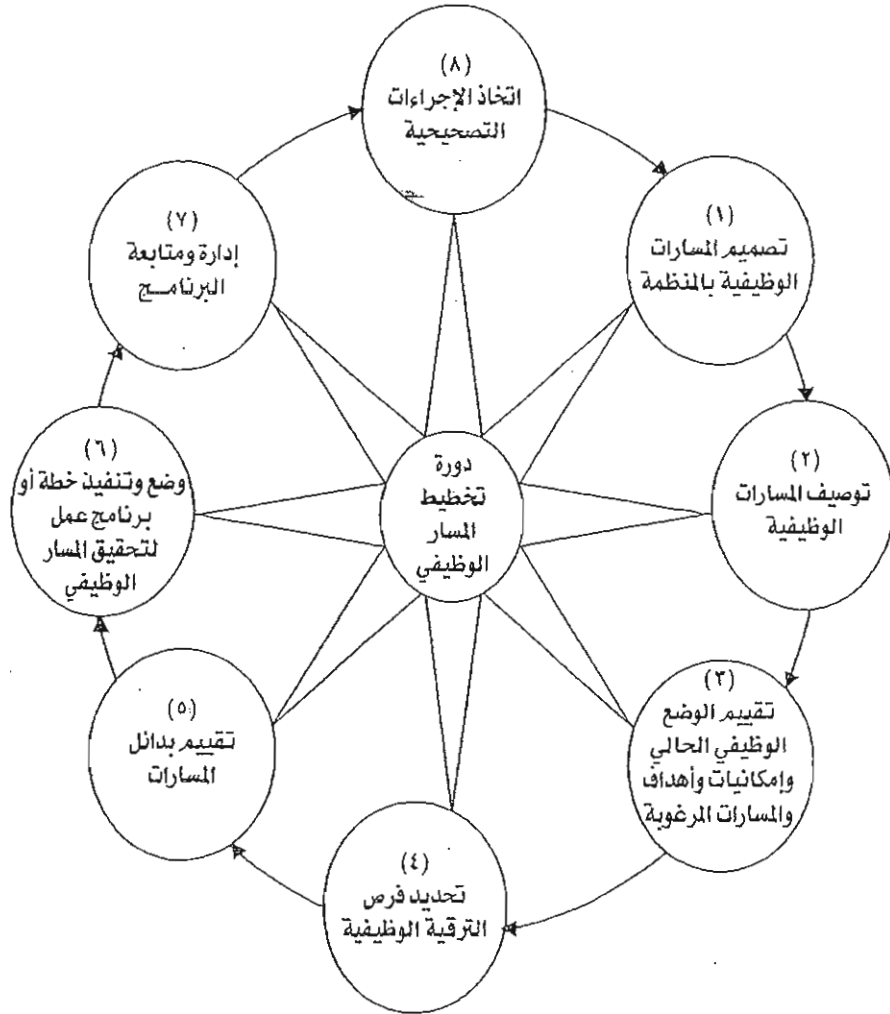 (٨)
اتخاذ الإجراءات
التصحيحية
(١)
تصميم المسارات
الوظيفية بالمنظمة
(٢)
توصيف المسارات
الوظيفية
(٣)
تقييم الوضع
الوظيفي الحالي
وإمكانيات وأهداف
والمسارات المرغوبة
(٤)
تحديد فرص
الترقية الوظيفية
(٥)
تقييم بدائل
المسارات
(٦)
وضع وتنفيذ خطة أو
برنامج عمل
لتحقيق المسار
الوظيفي
(٧)
إدارة ومتابعة
البرنامـج
دورة
تخطيط
المسار
الوظيفي